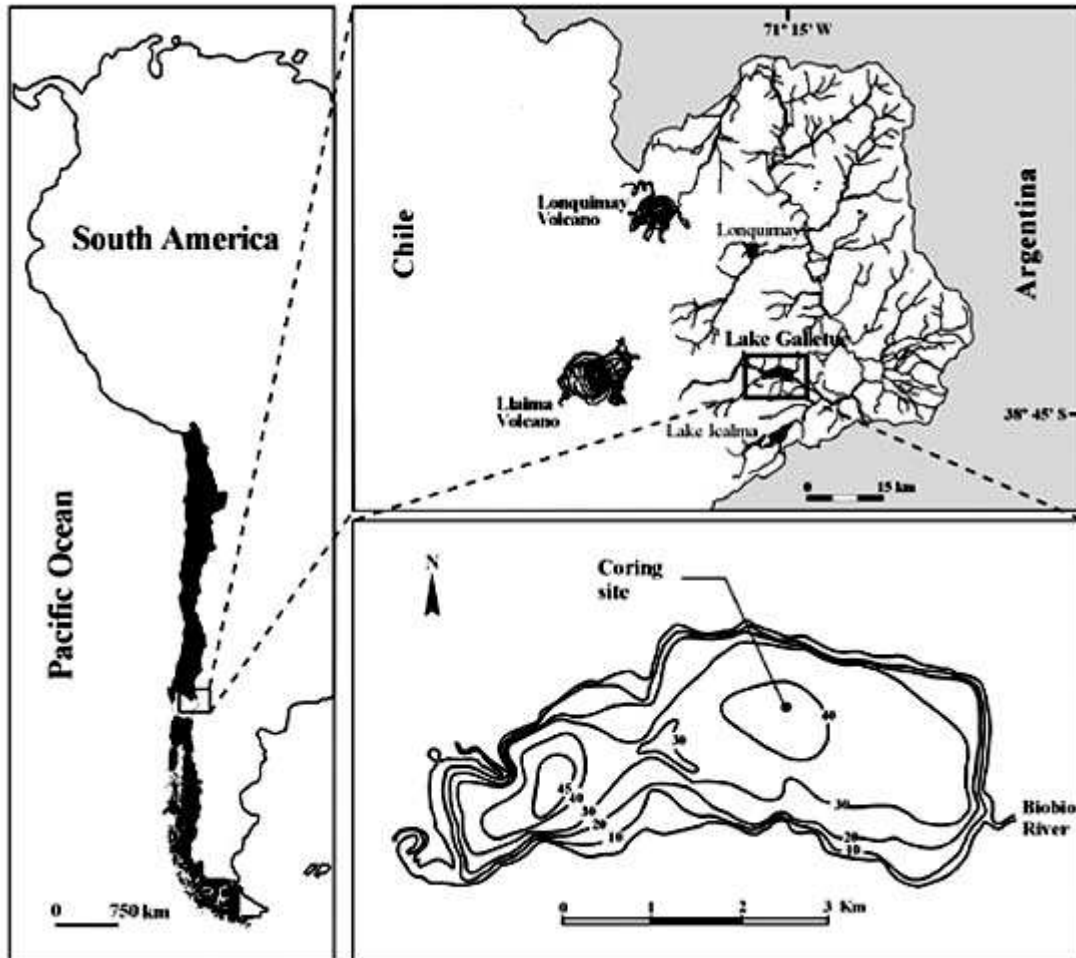 South America
Pacific Ocean
0 750 km
71° 15' W
Chile
Argentina
Lonquimay
Volcano
Lonquimay
Lake Galletue
Llaima
Volcano
Lake Icalma
38° 45' S
0 15 km
N
Coring
site
40
30
45
40
30
20
10
30
20
10
Biobio
River
0 1 2 3 Km